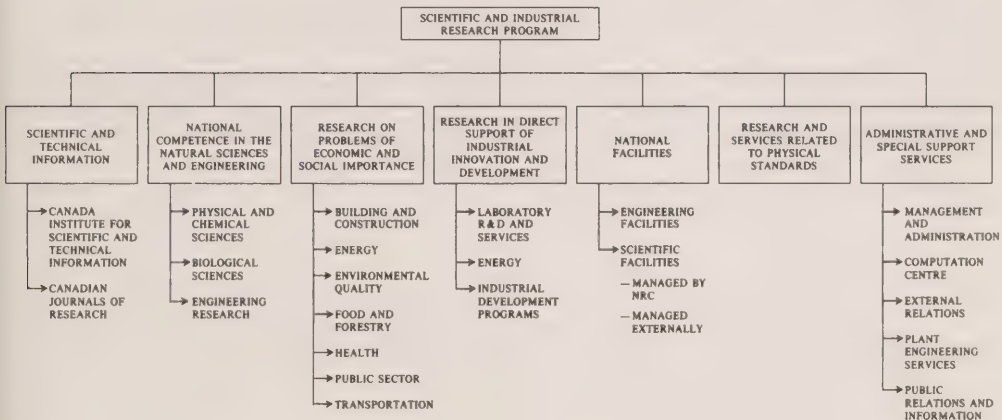 SCIENTIFIC AND INDUSTRIAL
RESEARCH PROGRAM
SCIENTIFIC AND
TECHNICAL
INFORMATION
CANADA
INSTITUTE FOR
SCIENTIFIC AND
TECHNICAL
INFORMATION
CANADIAN
JOURNALS OF
RESEARCH
NATIONAL
COMPETENCE IN THE
NATURAL SCIENCES
AND ENGINEERING
PHYSICAL AND
CHEMICAL
SCIENCES
BIOLOGICAL
SCIENCES
ENGINEERING
RESEARCH
RESEARCH ON
PROBLEMS OF
ECONOMIC AND
SOCIAL IMPORTANCE
BUILDING AND
CONSTRUCTION
ENERGY
ENVIRONMENTAL
QUALITY
FOOD AND
FORESTRY
HEALTH
PUBLIC SECTOR
TRANSPORTATION
RESEARCH IN DIRECT
SUPPORT OF
INDUSTRIAL
INNOVATION AND
DEVELOPMENT
LABORATORY
R&D AND
SERVICES
ENERGY
INDUSTRIAL
DEVELOPMENT
PROGRAMS
NATIONAL
FACILITIES
ENGINEERING
FACILITIES
SCIENTIFIC
FACILITIES
— MANAGED BY
NRC
— MANAGED
EXTERNALLY
RESEARCH AND
SERVICES RELATED
TO PHYSICAL
STANDARDS
ADMINISTRATIVE AND
SPECIAL SUPPORT
SERVICES
MANAGEMENT
AND
ADMINISTRATION
COMPUTATION
CENTRE
EXTERNAL
RELATIONS
PLANT
ENGINEERING
SERVICES
PUBLIC
RELATIONS AND
INFORMATION